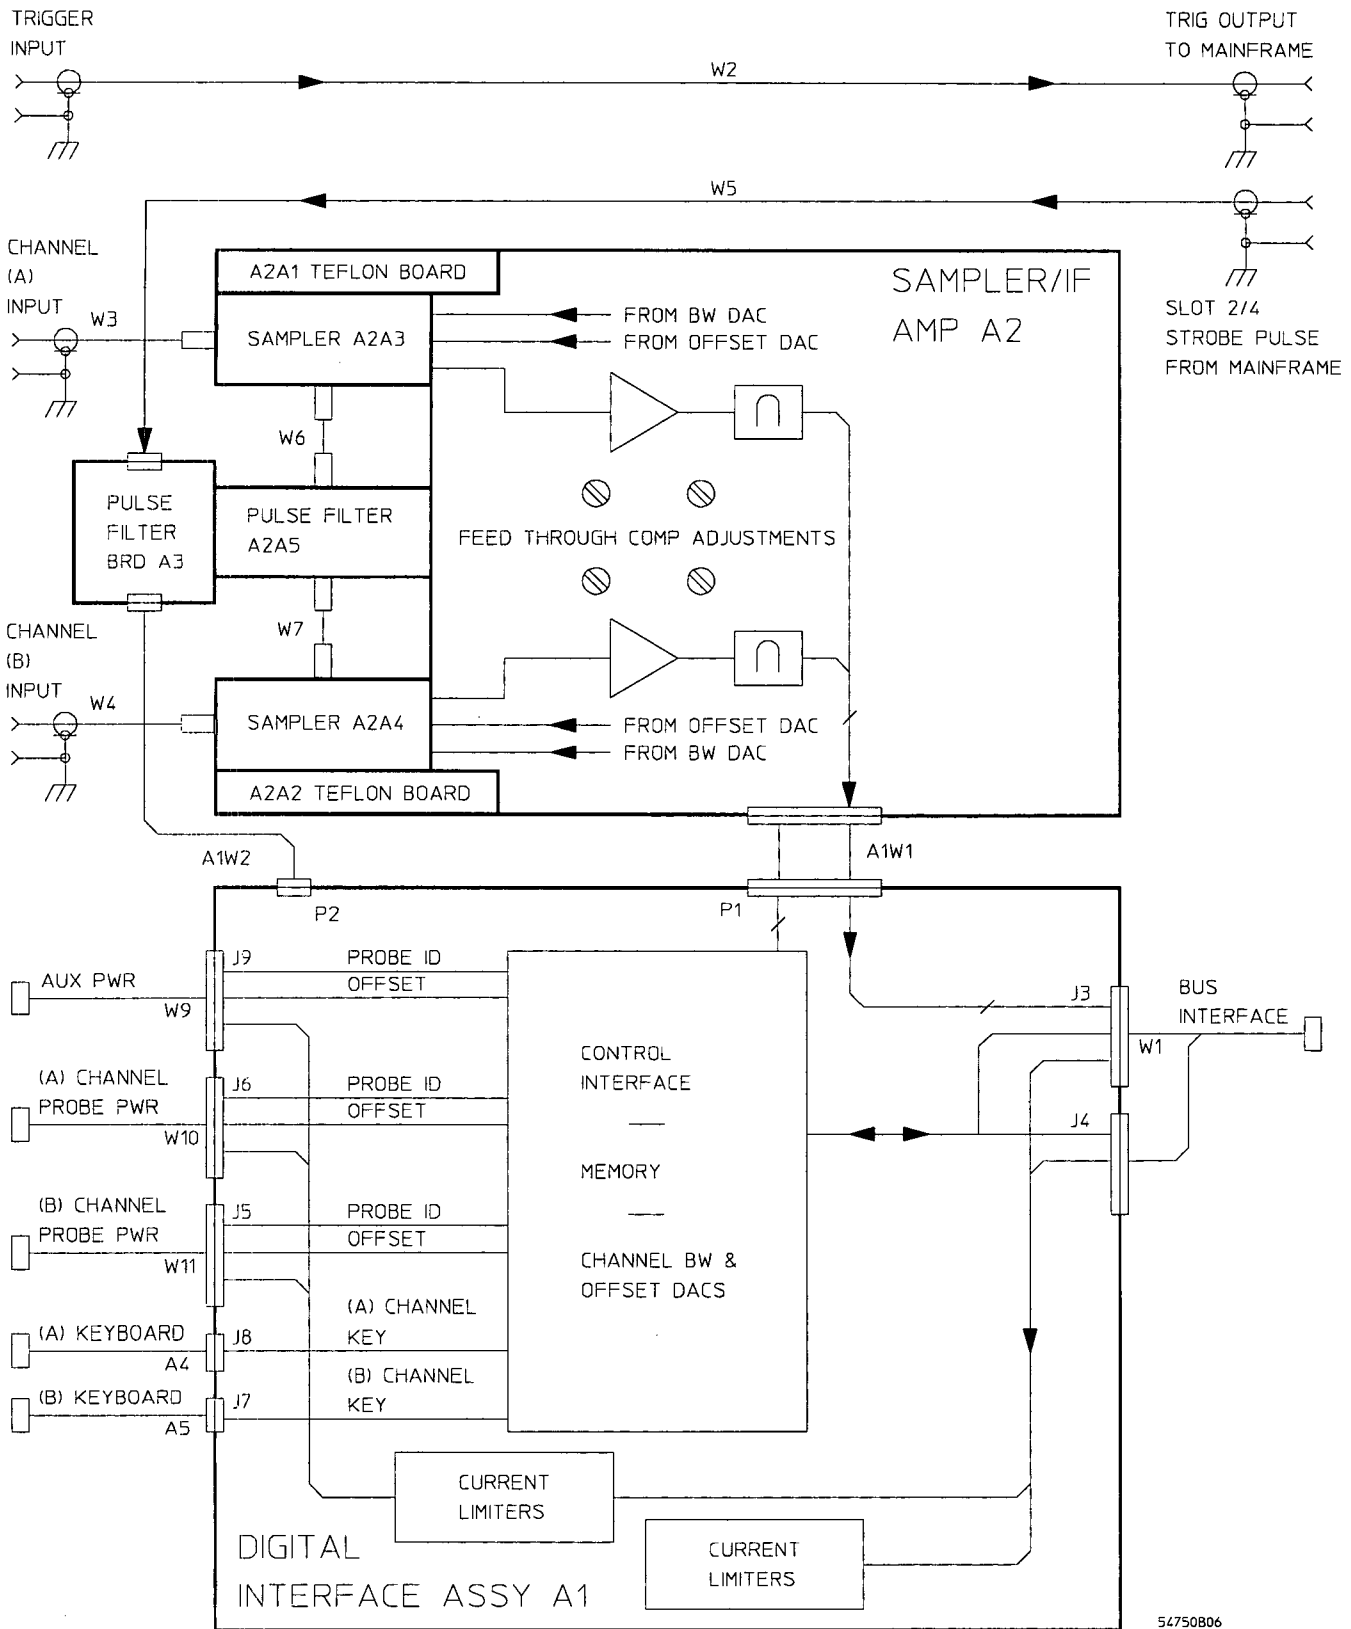 TRIGGER
INPUT
TRIG OUTPUT
TO MAINFRAME
W2
W5
CHANNEL
(A)
INPUT
W3
A2A1 TEFLON BOARD
SAMPLER/IF
AMP A2
SAMPLER A2A3
FROM BW DAC
FROM OFFSET DAC
SLOT 2/4
STROBE PULSE
FROM MAINFRAME
W6
PULSE
FILTER
BRD A3
PULSE FILTER
A2A5
FEED THROUGH COMP ADJUSTMENTS
W7
CHANNEL
(B)
INPUT
W4
SAMPLER A2A4
FROM OFFSET DAC
FROM BW DAC
A2A2 TEFLON BOARD
A1W2
A1W1
P2
P1
AUX PWR
W9
J9
PROBE ID
OFFSET
(A) CHANNEL
PROBE PWR
W10
J6
PROBE ID
OFFSET
(B) CHANNEL
PROBE PWR
W11
J5
PROBE ID
OFFSET
CONTROL
INTERFACE
MEMORY
CHANNEL BW &
OFFSET DACS
J3
BUS
INTERFACE
W1
J4
(A) KEYBOARD
A4
J8
(A) CHANNEL
KEY
(B) KEYBOARD
A5
J7
(B) CHANNEL
KEY
CURRENT
LIMITERS
CURRENT
LIMITERS
DIGITAL
INTERFACE ASSY A1
54750B06